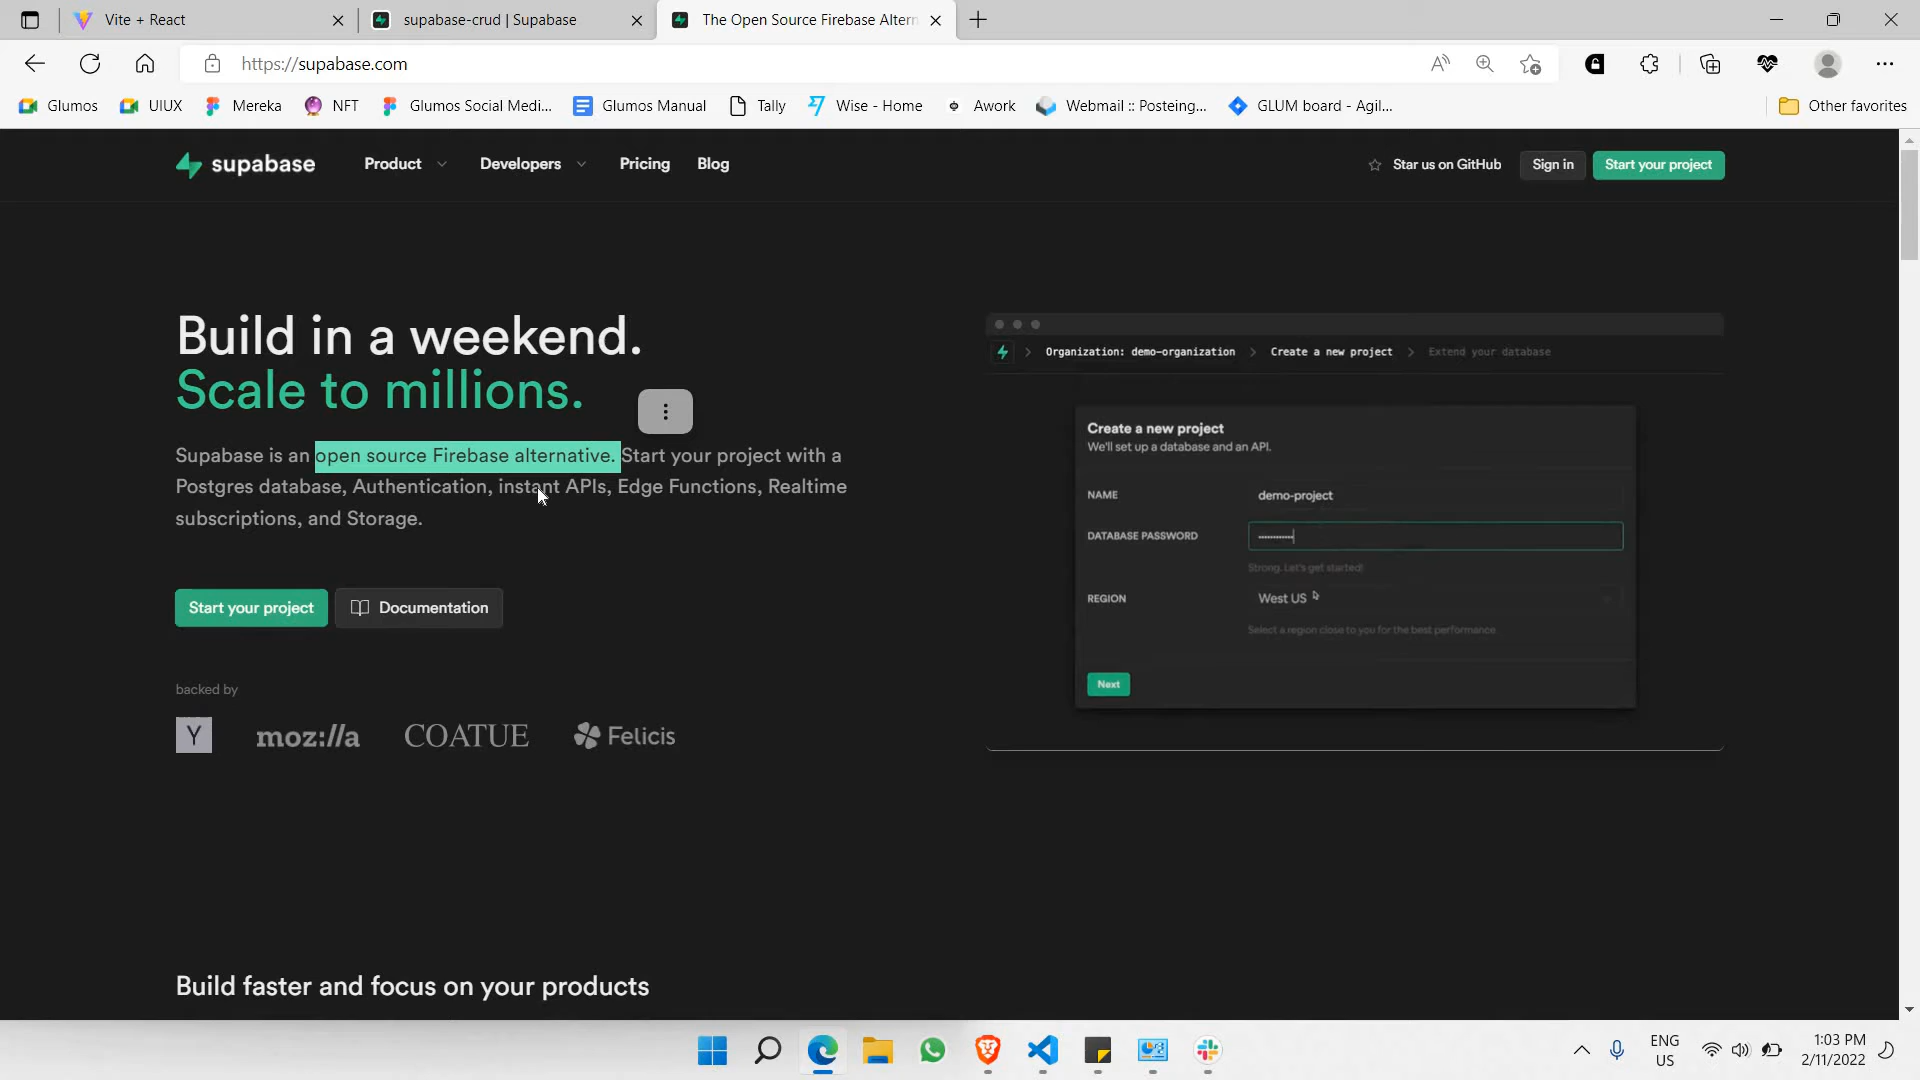 Vite + React
supabase-crud | Supabase
The Open Source Firebase Altern
https://supabase.com
Glumos
UIUX
Mereka
NFT
Glumos Social Medi...
Glumos Manual
Tally
Wise - Home
Awork
Webmail :: Posteing...
GLUM board - Agil...
Other favorites
supabase
Product
Developers
Pricing
Blog
Star us on GitHub
Sign in
Start your project
Build in a weekend.
Scale to millions.
Supabase is an open source Firebase alternative. Start your project with a
Postgres database, Authentication, instant APIs, Edge Functions, Realtime
subscriptions, and Storage.
Start your project
Documentation
backed by
Y
moz://a
COATUE
Felicis
Organization: demo-organization
Create a new project
Extend your database
Create a new project
We'll set up a database and an API.
NAME
demo-project
DATABASE PASSWORD
Strong. Let's get started!
REGION
West US
Select a region close to you for the best performance.
Next
Build faster and focus on your products
ENG
US
1:03 PM
2/11/2022